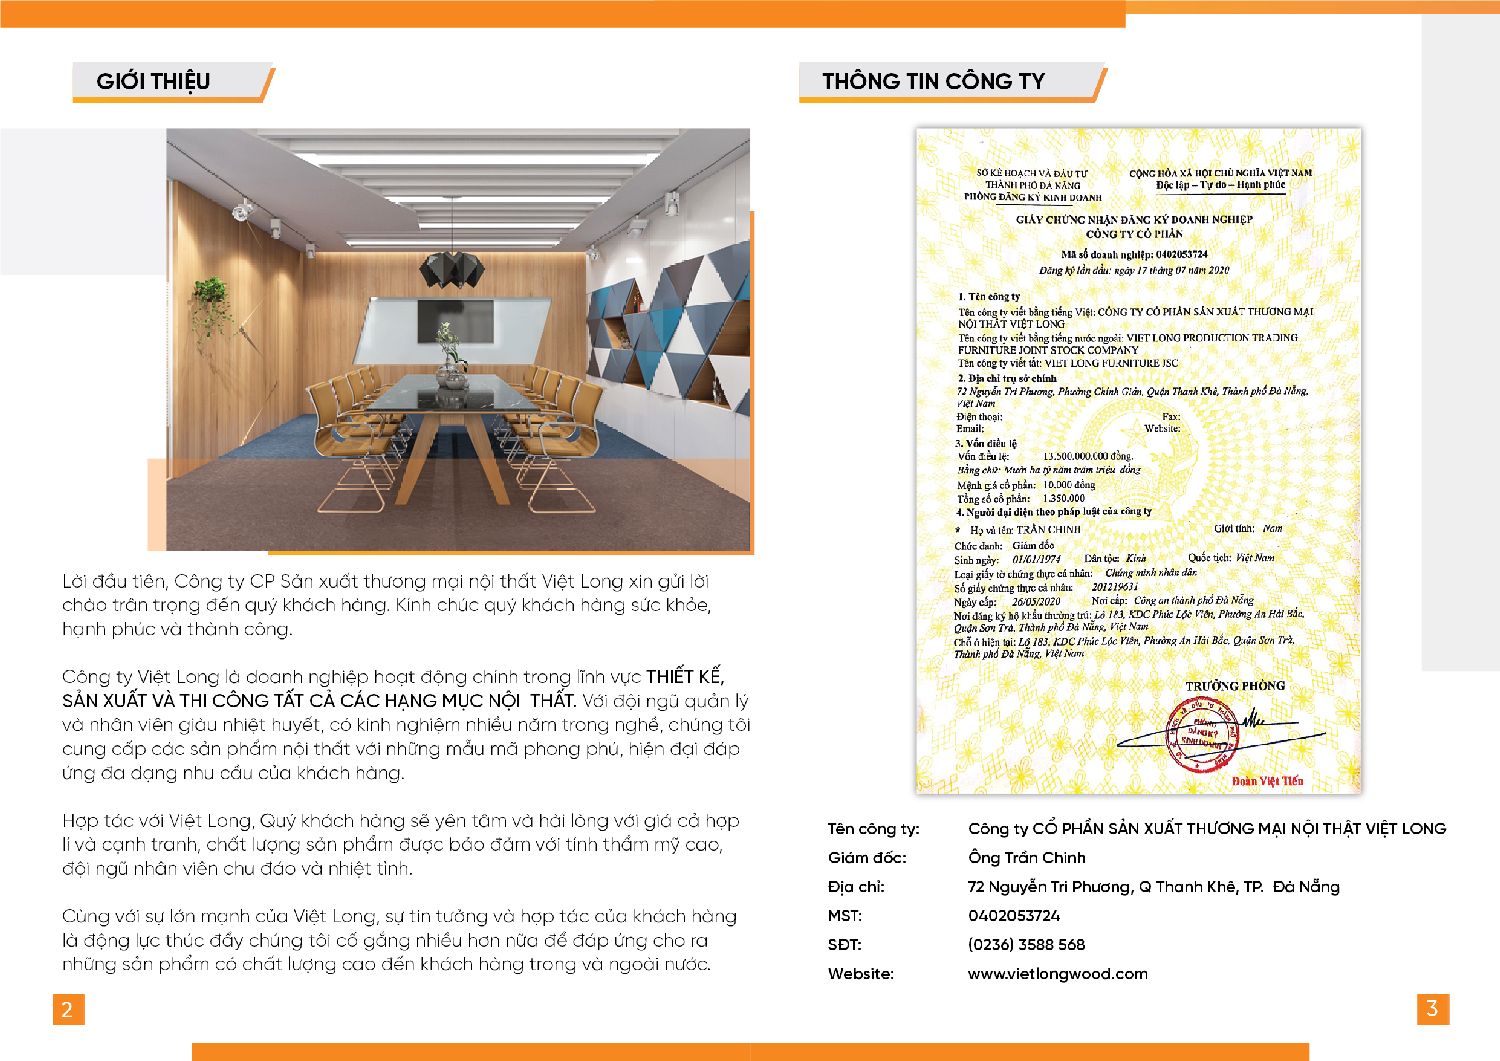 GIỚI THIỆU
Lời đầu tiên, Công ty CP Sản xuất thương mại nội thất Việt Long xin gửi lời
chào trân trọng đến quý khách hàng. Kính chúc quý khách hàng sức khỏe,
hạnh phúc và thành công.
Công ty Việt Long là doanh nghiệp hoạt động chính trong lĩnh vực THIẾT KẾ,
SẢN XUẤT VÀ THI CÔNG TẤT CẢ CÁC HẠNG MỤC NỘI THẤT. Với đội ngũ quản lý
và nhân viên giàu nhiệt huyết, có kinh nghiệm nhiều năm trong nghề, chúng tôi
cung cấp các sản phẩm nội thất với những mẫu mã phong phú, hiện đại đáp
ứng đa dạng nhu cầu của khách hàng.
Hợp tác với Việt Long, Quý khách hàng sẽ yên tâm và hài lòng với giá cả hợp
lí và cạnh tranh, chất lượng sản phẩm được bảo đảm với tính thẩm mỹ cao,
đội ngũ nhân viên chu đáo và nhiệt tình.
Cùng với sự lớn mạnh của Việt Long, sự tin tưởng và hợp tác của khách hàng
là động lực thúc đẩy chúng tôi cố gắng nhiều hơn nữa để đáp ứng cho ra
những sản phẩm có chất lượng cao đến khách hàng trong và ngoài nước.
2
THÔNG TIN CÔNG TY
SỞ KẾ HOẠCH VÀ ĐẦU TƯ
THÀNH PHỐ ĐÀ NẴNG
PHÒNG ĐĂNG KÝ KINH DOANH
CỘNG HÒA XÃ HỘI CHỦ NGHĨA VIỆT NAM
Độc lập – Tự do – Hạnh phúc
GIẤY CHỨNG NHẬN ĐĂNG KÝ DOANH NGHIỆP
CÔNG TY CỔ PHẦN
Mã số doanh nghiệp: 0402053724
Đăng ký lần đầu: ngày 17 tháng 07 năm 2020
1. Tên công ty
Tên công ty viết bằng tiếng Việt: CÔNG TY CỔ PHẦN SẢN XUẤT THƯƠNG MẠI
NỘI THẤT VIỆT LONG
Tên công ty viết bằng tiếng nước ngoài: VIET LONG PRODUCTION TRADING
FURNITURE JOINT STOCK COMPANY
Tên công ty viết tắt: VIET LONG FURNITURE JSC
2. Địa chỉ trụ sở chính
72 Nguyễn Tri Phương, Phường Chính Gián, Quận Thanh Khê, Thành phố Đà Nẵng,
Việt Nam
Điện thoại: Fax:
Email: Website:
3. Vốn điều lệ
Vốn điều lệ: 13.500.000.000 đồng.
Bằng chữ: Mười ba tỷ năm trăm triệu đồng
Mệnh giá cổ phần: 10.000 đồng
Tổng số cổ phần: 1.350.000
4. Người đại diện theo pháp luật của công ty
* Họ và tên: TRẦN CHINH Giới tính: Nam
Chức danh: Giám đốc
Sinh ngày: 01/01/1974 Dân tộc: Kinh Quốc tịch: Việt Nam
Loại giấy tờ chứng thực cá nhân: Chứng minh nhân dân
Số giấy chứng thực cá nhân: 201219631
Ngày cấp: 26/05/2020 Nơi cấp: Công an thành phố Đà Nẵng
Nơi đăng ký hộ khẩu thường trú: Lô 183, KDC Phúc Lộc Viên, Phường An Hải Bắc,
Quận Sơn Trà, Thành phố Đà Nẵng, Việt Nam
Chỗ ở hiện tại: Lô 183, KDC Phúc Lộc Viên, Phường An Hải Bắc, Quận Sơn Trà,
Thành phố Đà Nẵng, Việt Nam
TRƯỞNG PHÒNG
PHÒNG
ĐĂNG KÝ
KINH DOANH
Đoàn Việt Tiến
Tên công ty: Công ty CỔ PHẦN SẢN XUẤT THƯƠNG MẠI NỘI THẬT VIỆT LONG
Giám đốc: Ông Trần Chinh
Địa chỉ: 72 Nguyễn Tri Phương, Q Thanh Khê, TP. Đà Nẵng
MST: 0402053724
SĐT: (0236) 3588 568
Website: www.vietlongwood.com
3